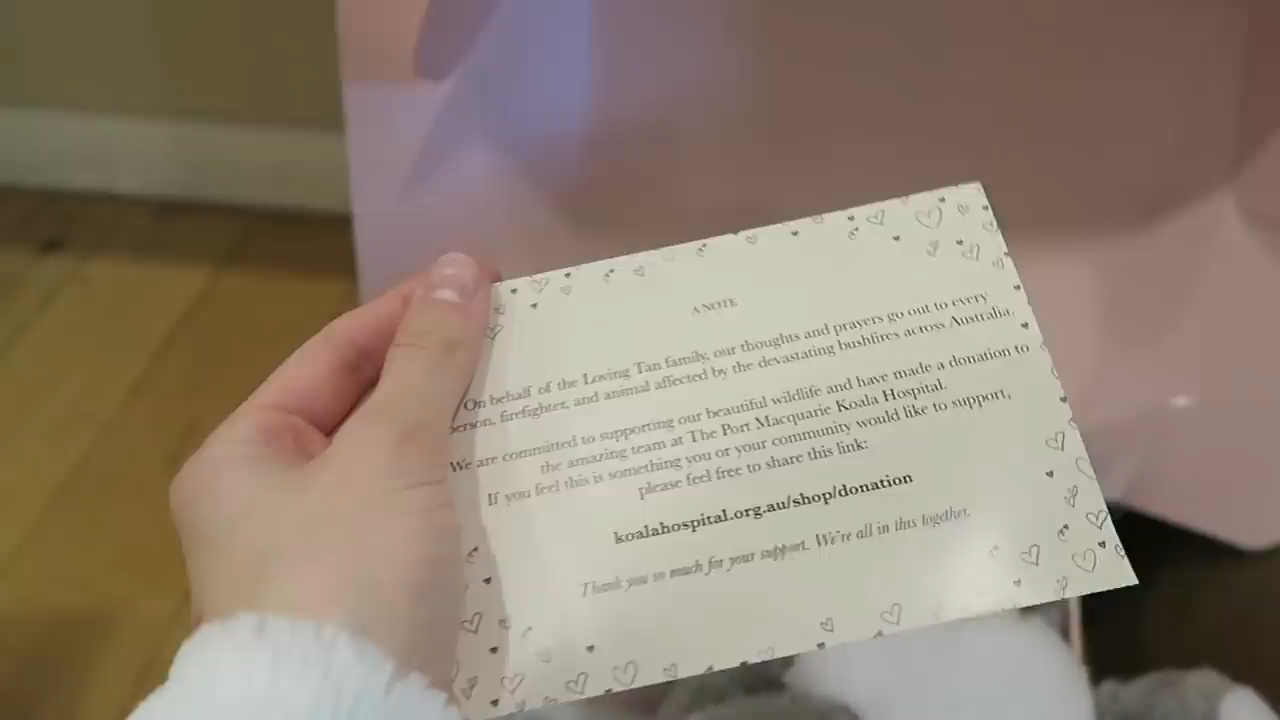 A NOTE
On behalf of the Loving Tan family, our thoughts and prayers go out to every
person, firefighter, and animal affected by the devastating bushfires across Australia.
We are committed to supporting our beautiful wildlife and have made a donation to
the amazing team at The Port Macquarie Koala Hospital.
If you feel this is something you or your community would like to support,
please feel free to share this link:
koalahospital.org.au/shop/donation
Thank you so much for your support. We're all in this together.